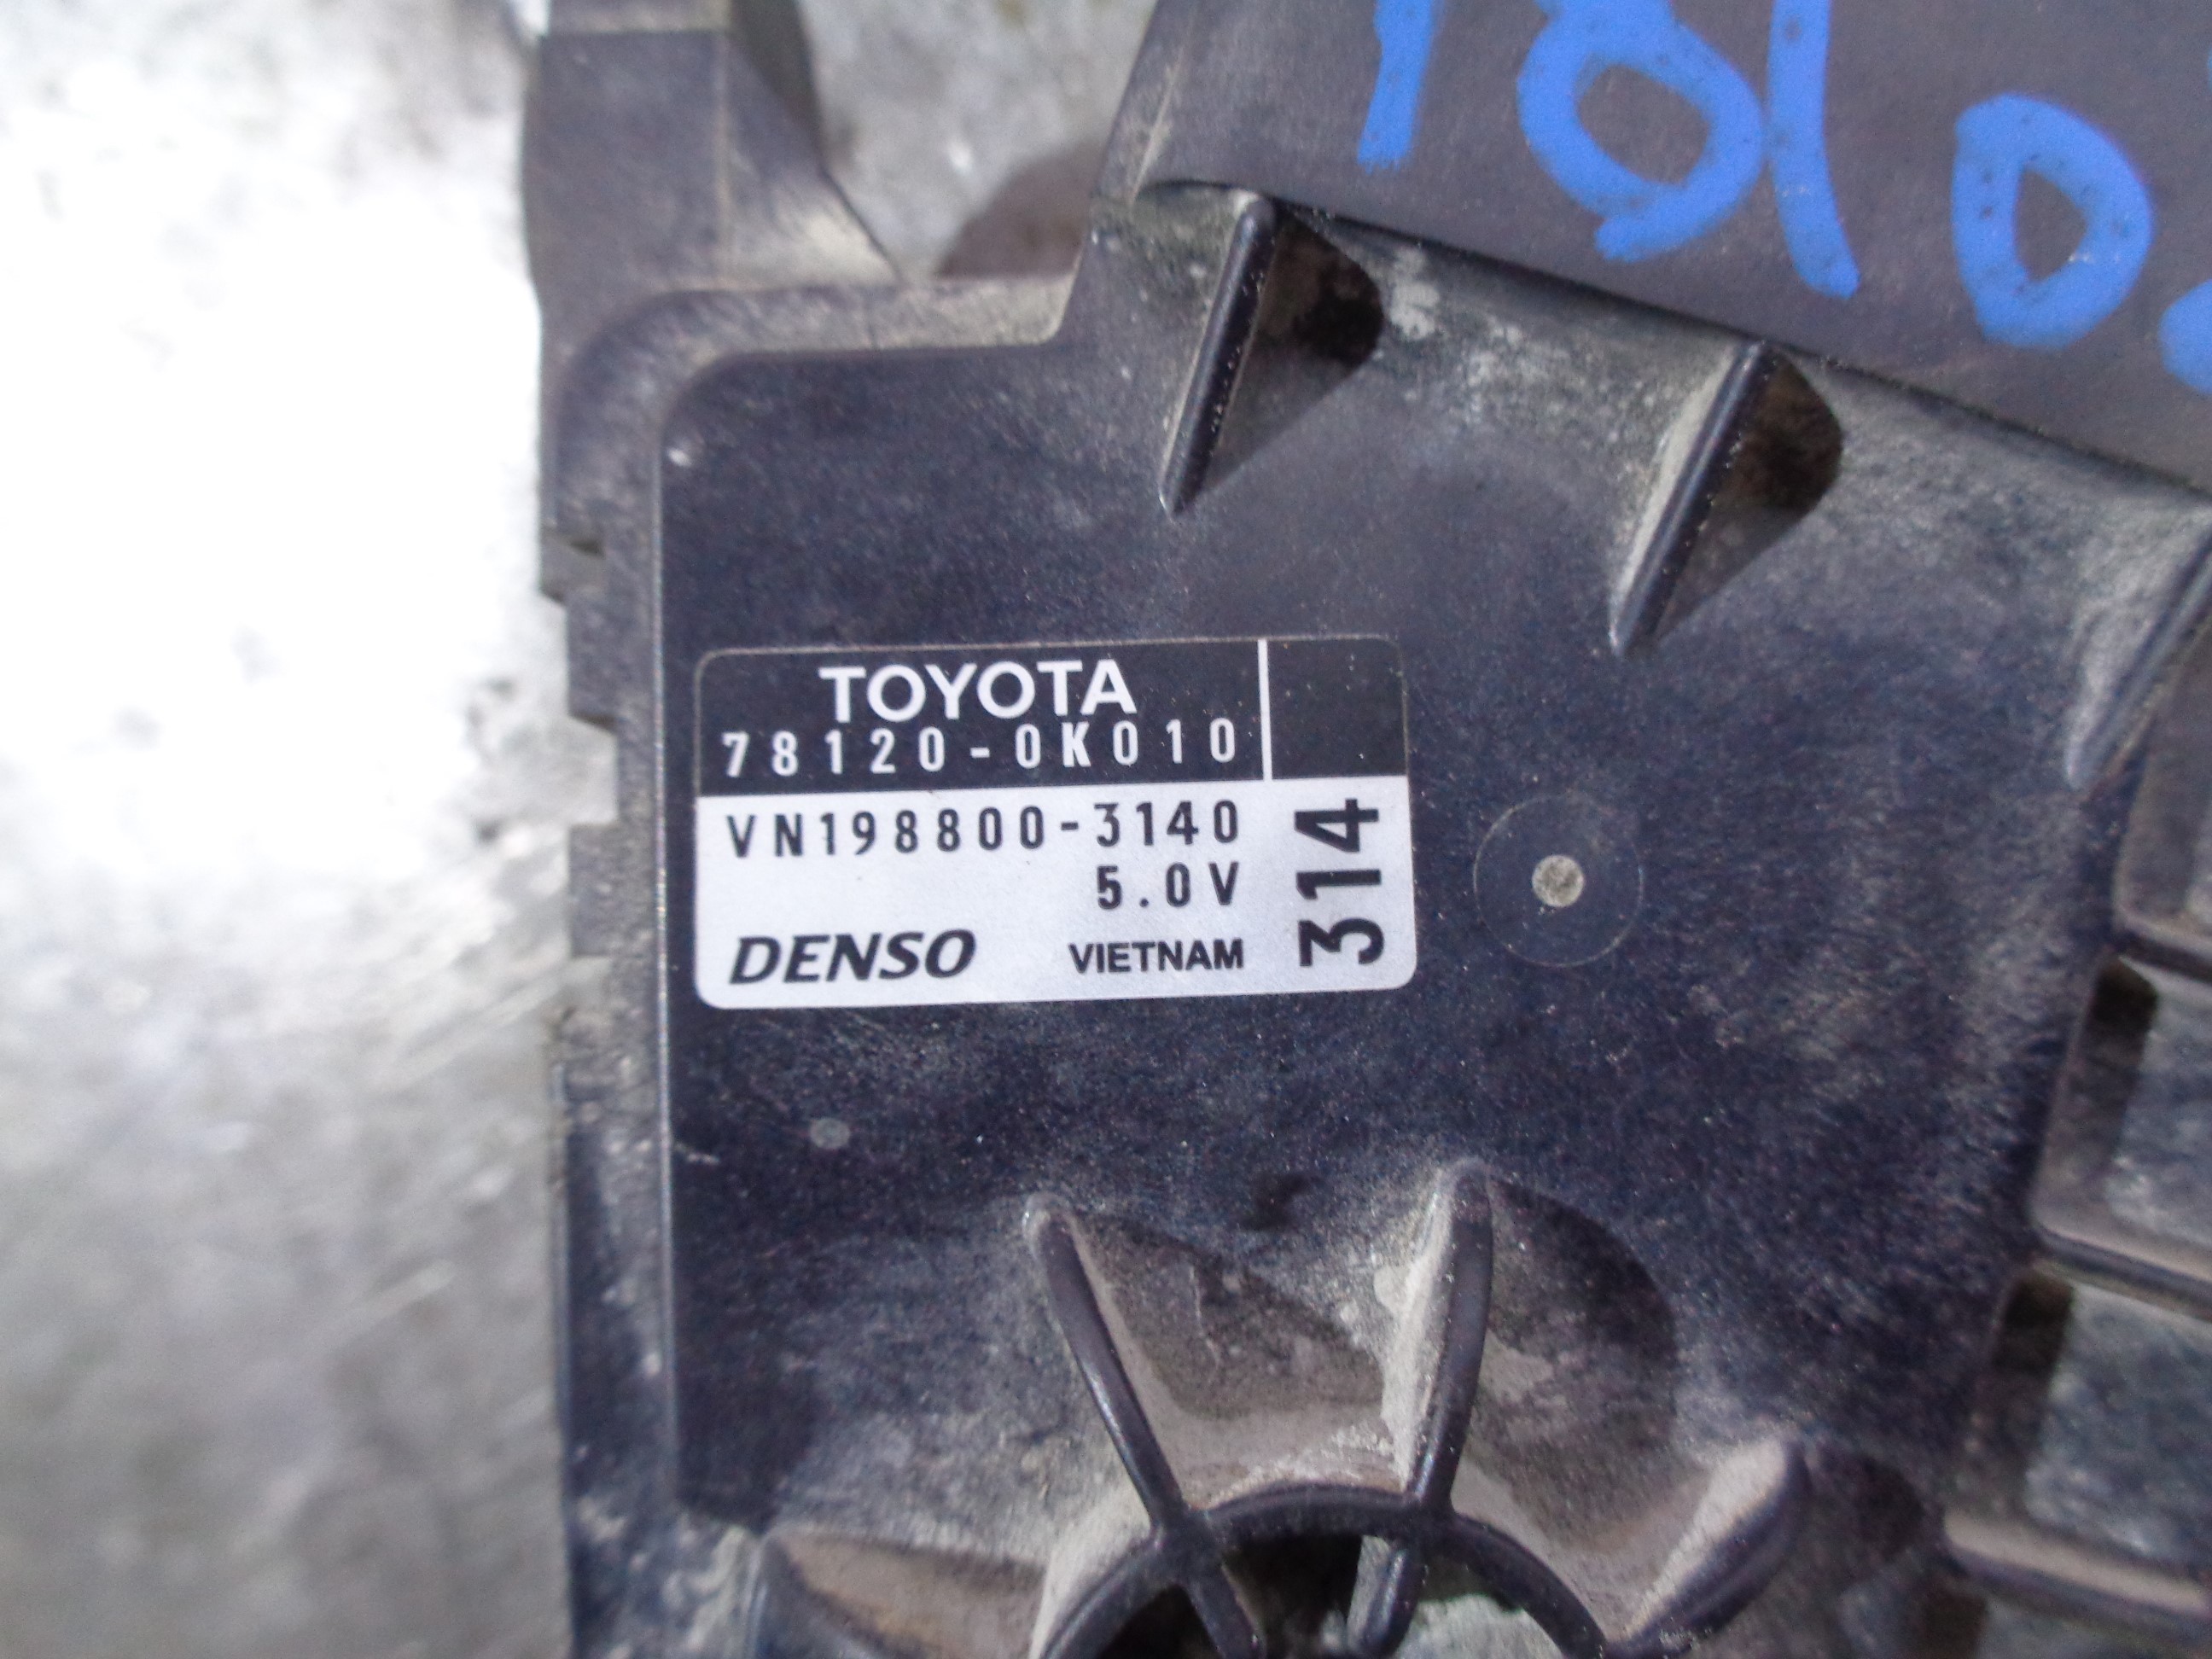 TOYOTA
78120-0K010
VN198800-3140
5.0V
DENSO VIETNAM
314